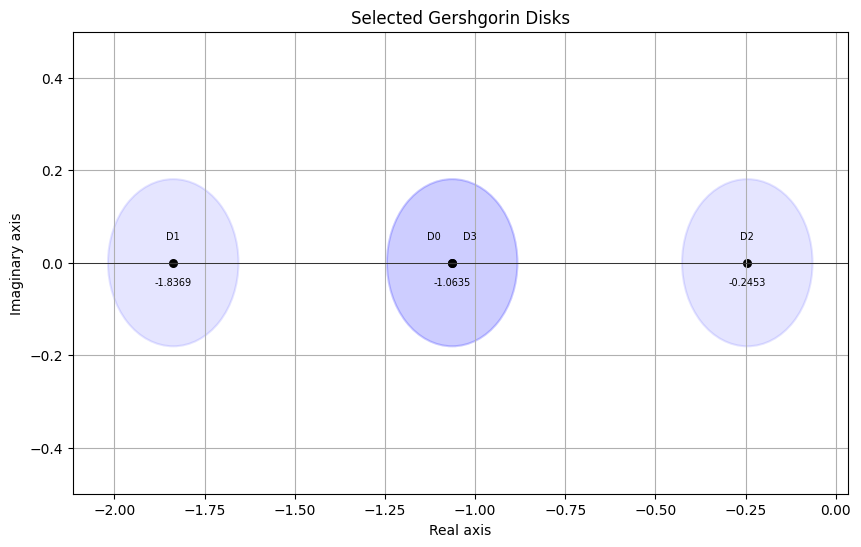 Selected Gershgorin Disks
Imaginary axis
0.4
0.2
0.0
−0.2
−0.4
D1
D0
D3
D2
-1.8369
-1.0635
-0.2453
−2.00
−1.75
−1.50
−1.25
−1.00
−0.75
−0.50
−0.25
0.00
Real axis